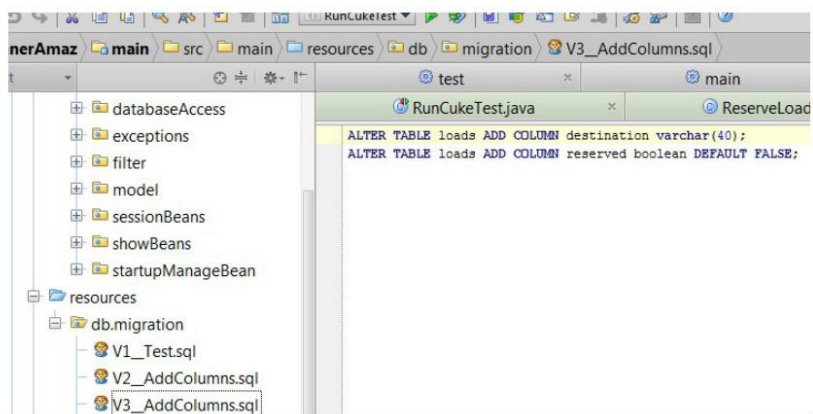 RunCukeTest
nerAmaz main src main resources db migration V3__AddColumns.sql
t test main
databaseAccess RunCukeTest.java ReserveLoad
exceptions ALTER TABLE loads ADD COLUMN destination varchar(40);
filter ALTER TABLE loads ADD COLUMN reserved boolean DEFAULT FALSE;
model
sessionBeans
showBeans
startupManageBean
resources
db.migration
V1__Test.sql
V2__AddColumns.sql
V3__AddColumns.sql